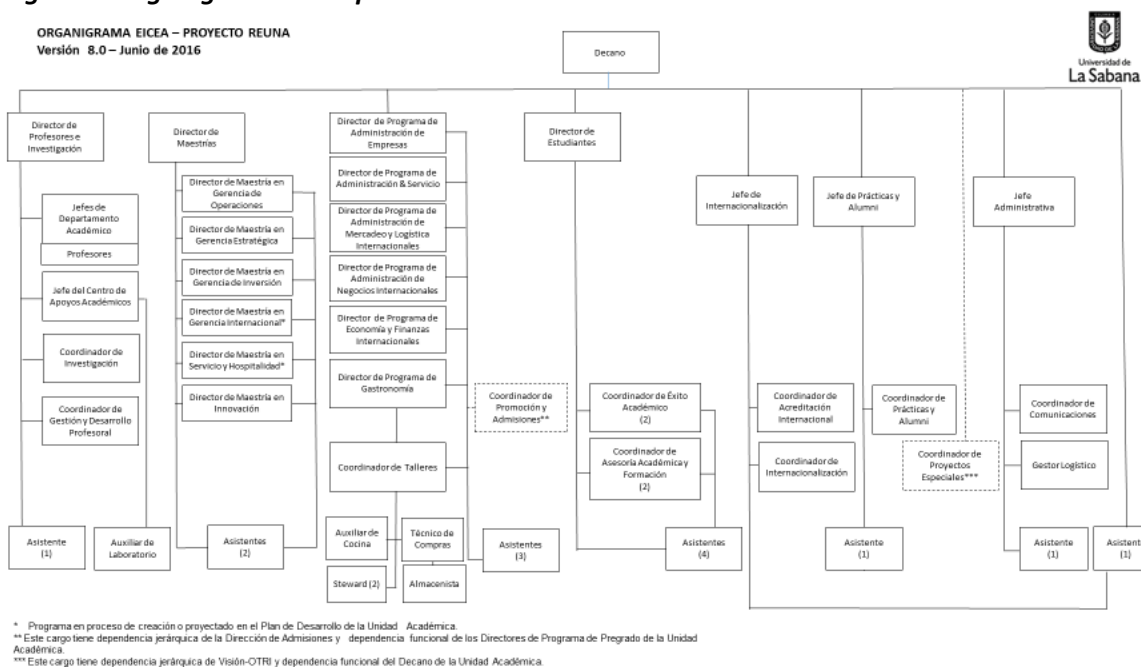 ORGANIGRAMA EICEA – PROYECTO REUNA
Versión 8.0 – Junio de 2016
Universidad de
La Sabana
Decano
Director de
Profesores e
Investigación
Director de
Maestrías
Director de Programa de
Administración de
Empresas
Director de
Estudiantes
Director de Programa de
Administración & Servicio
Director de Programa de
Administración de
Mercadeo y Logística
Internacionales
Director de Programa de
Administración de
Negocios Internacionales
Director de Programa de
Economía y Finanzas
Internacionales
Director de Programa de
Gastronomía
Jefe de
Internacionalización
Jefe de Prácticas y
Alumni
Jefe
Administrativa
Jefes de
Departamento
Académico
Profesores
Jefe del Centro de
Apoyos Académicos
Coordinador de
Investigación
Coordinador de
Gestión y Desarrollo
Profesoral
Director de Maestría en
Gerencia de
Operaciones
Director de Maestría en
Gerencia Estratégica
Director de Maestría en
Gerencia de Inversión
Director de Maestría en
Gerencia Internacional*
Director de Maestría en
Servicio y Hospitalidad*
Director de Maestría en
Innovación
Coordinador de
Promoción y
Admisiones**
Coordinador de Éxito
Académico
(2)
Coordinador de
Asesoría Académica y
Formación
(2)
Coordinador de
Acreditación
Internacional
Coordinador de
Internacionalización
Coordinador de
Prácticas y
Alumni
Coordinador de
Proyectos
Especiales***
Coordinador de
Comunicaciones
Gestor Logístico
Coordinador de Talleres
Asistente
(1)
Auxiliar de
Laboratorio
Asistentes
(2)
Auxiliar de
Cocina
Técnico de
Compras
Steward (2)
Almacenista
Asistentes
(3)
Asistentes
(4)
Asistente
(1)
Asistente
(1)
Asistent
(1)
* Programa en proceso de creación o proyectado en el Plan de Desarrollo de la Unidad Académica.
** Este cargo tiene dependencia jerárquica de la Dirección de Admisiones y dependencia funcional de los Directores de Programa de Pregrado de la Unidad
Académica.
*** Este cargo tiene dependencia jerárquica de Visión-OTRI y dependencia funcional del Decano de la Unidad Académica.